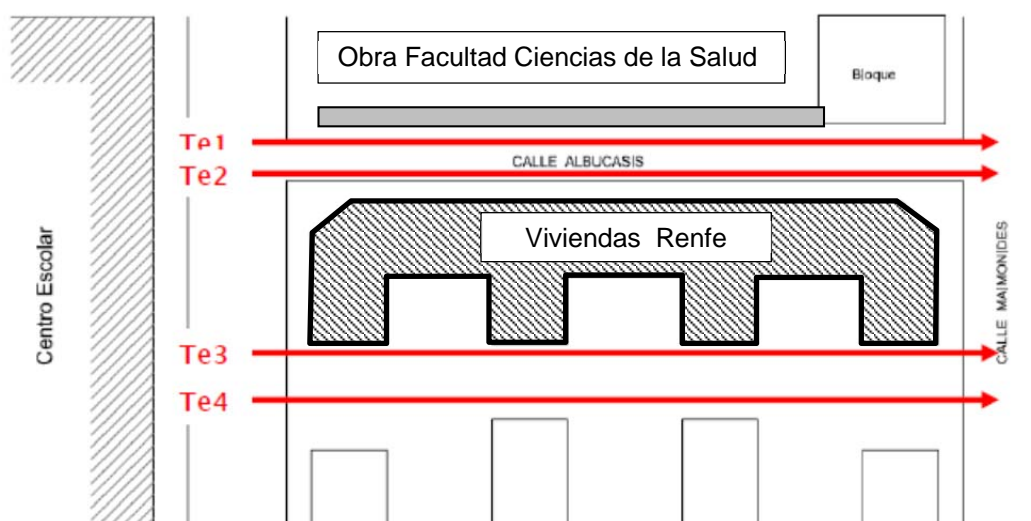 Obra Facultad Ciencias de la Salud
Bloque
Te1
CALLE ALBUCASIS
Te2
Viviendas Renfe
Centro Escolar
CALLE MAIMONIDES
Te3
Te4